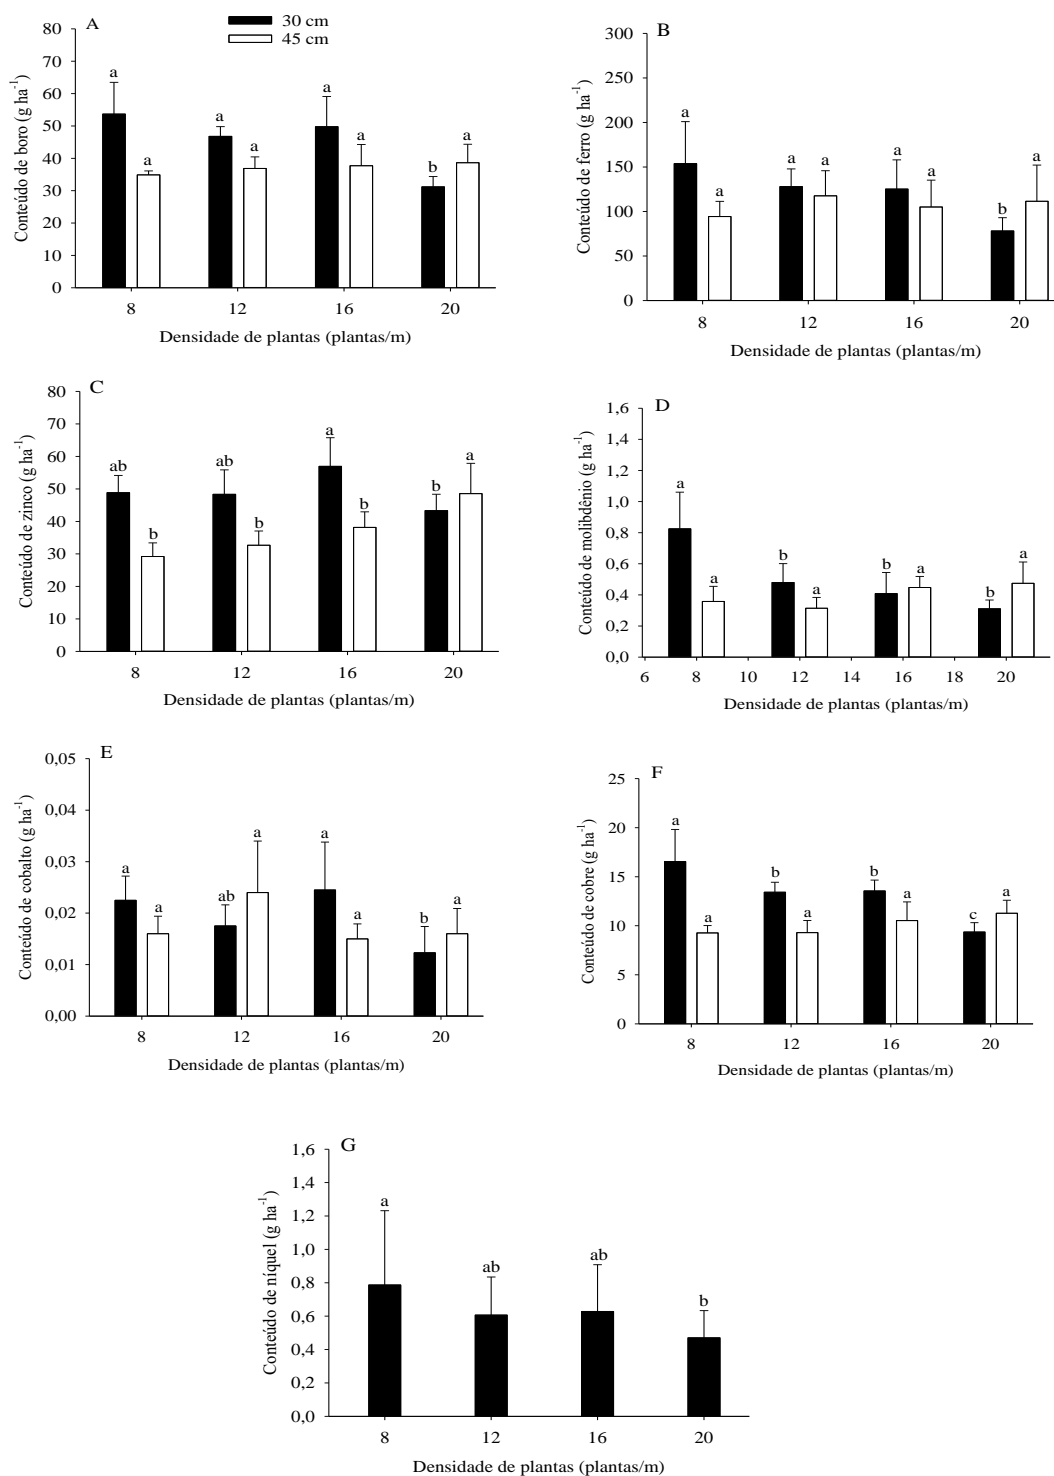 A
30 cm
45 cm
Conteúdo de boro (g ha⁻¹)
80
70
60
50
40
30
20
10
0
a a a a a a b a
8 12 16 20
Densidade de plantas (plantas/m)
B
Conteúdo de ferro (g ha⁻¹)
300
250
200
150
100
50
0
a a a a a a b a
8 12 16 20
Densidade de plantas (plantas/m)
C
Conteúdo de zinco (g ha⁻¹)
80
70
60
50
40
30
20
10
0
ab b ab b a b b a
8 12 16 20
Densidade de plantas (plantas/m)
D
Conteúdo de molibdênio (g ha⁻¹)
1,6
1,4
1,2
1,0
0,8
0,6
0,4
0,2
0,0
a a b a b a b a
6 8 10 12 14 16 18 20
Densidade de plantas (plantas/m)
E
Conteúdo de cobalto (g ha⁻¹)
0,05
0,04
0,03
0,02
0,01
0,00
a a ab a a a b a
8 12 16 20
Densidade de plantas (plantas/m)
F
Conteúdo de cobre (g ha⁻¹)
25
20
15
10
5
0
a a b a b a c a
8 12 16 20
Densidade de plantas (plantas/m)
G
Conteúdo de níquel (g ha⁻¹)
1,6
1,4
1,2
1,0
0,8
0,6
0,4
0,2
0,0
a ab ab b
8 12 16 20
Densidade de plantas (plantas/m)